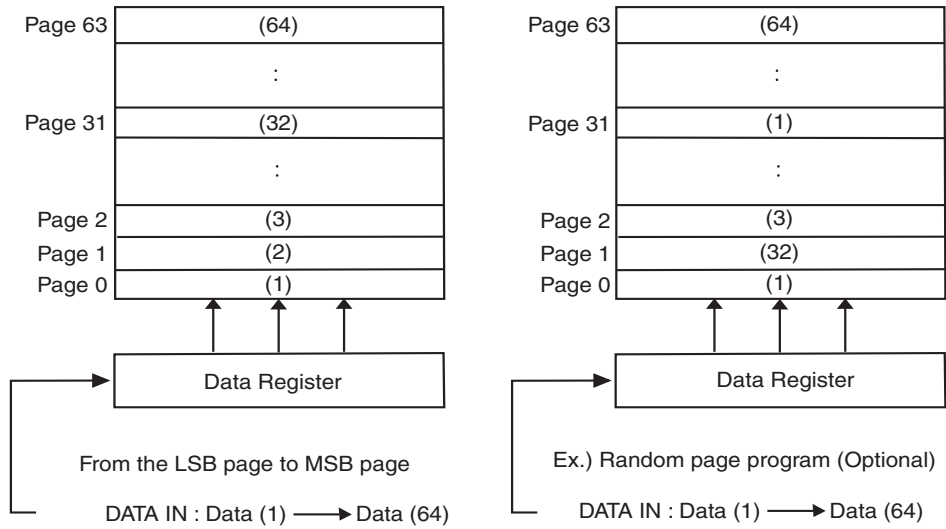 Page 63 (64)
:
Page 31 (32)
:
Page 2 (3)
Page 1 (2)
Page 0 (1)
Data Register
From the LSB page to MSB page
DATA IN : Data (1) Data (64)
Page 63 (64)
:
Page 31 (1)
:
Page 2 (3)
Page 1 (32)
Page 0 (1)
Data Register
Ex.) Random page program (Optional)
DATA IN : Data (1) Data (64)